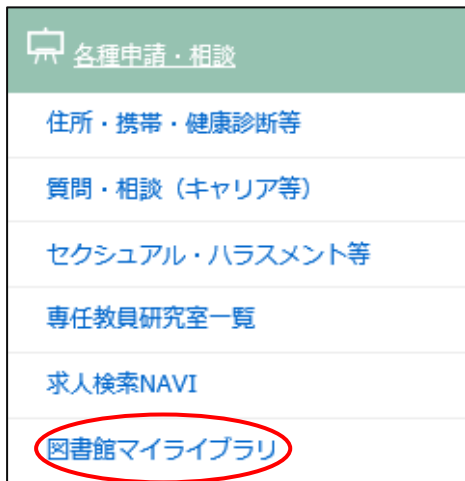 各種申請・相談
住所・携帯・健康診断等
質問・相談（キャリア等）
セクシュアル・ハラスメント等
専任教員研究室一覧
求人検索NAVI
図書館マイライブラリ